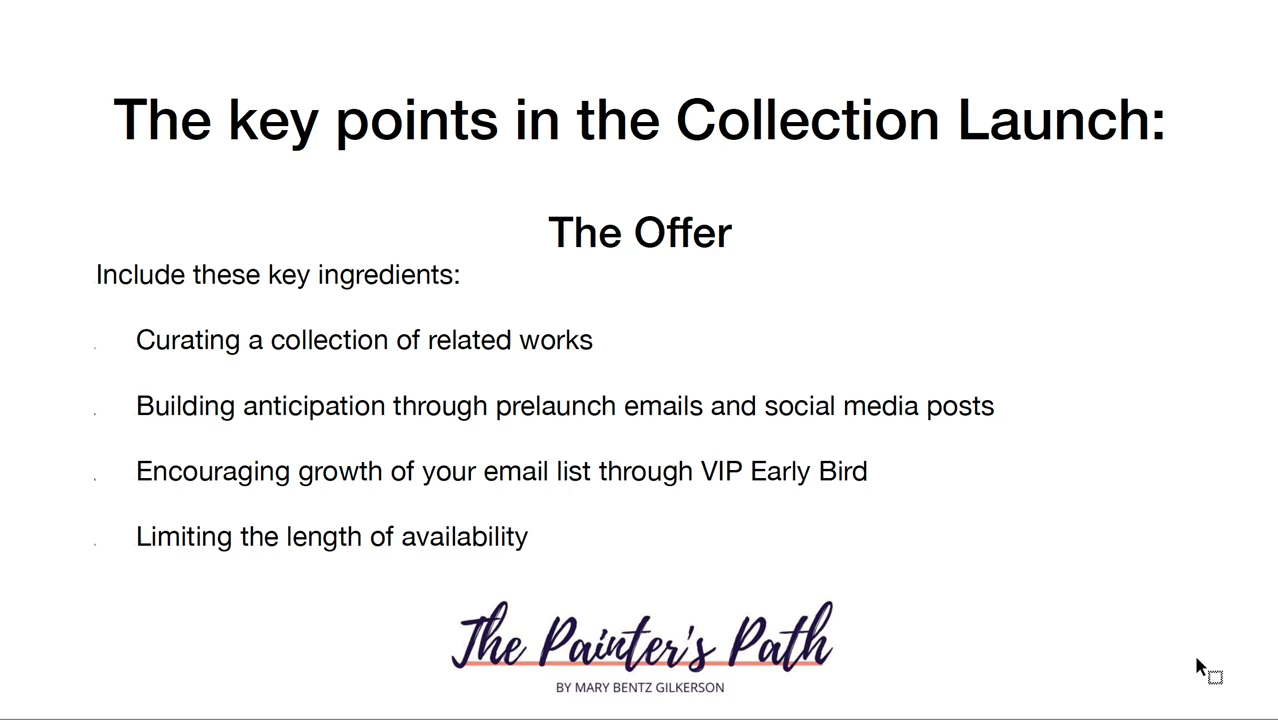 The key points in the Collection Launch:
The Offer
Include these key ingredients:
Curating a collection of related works
Building anticipation through prelaunch emails and social media posts
Encouraging growth of your email list through VIP Early Bird
Limiting the length of availability
The Painter's Path
BY MARY BENTZ GILKERSON